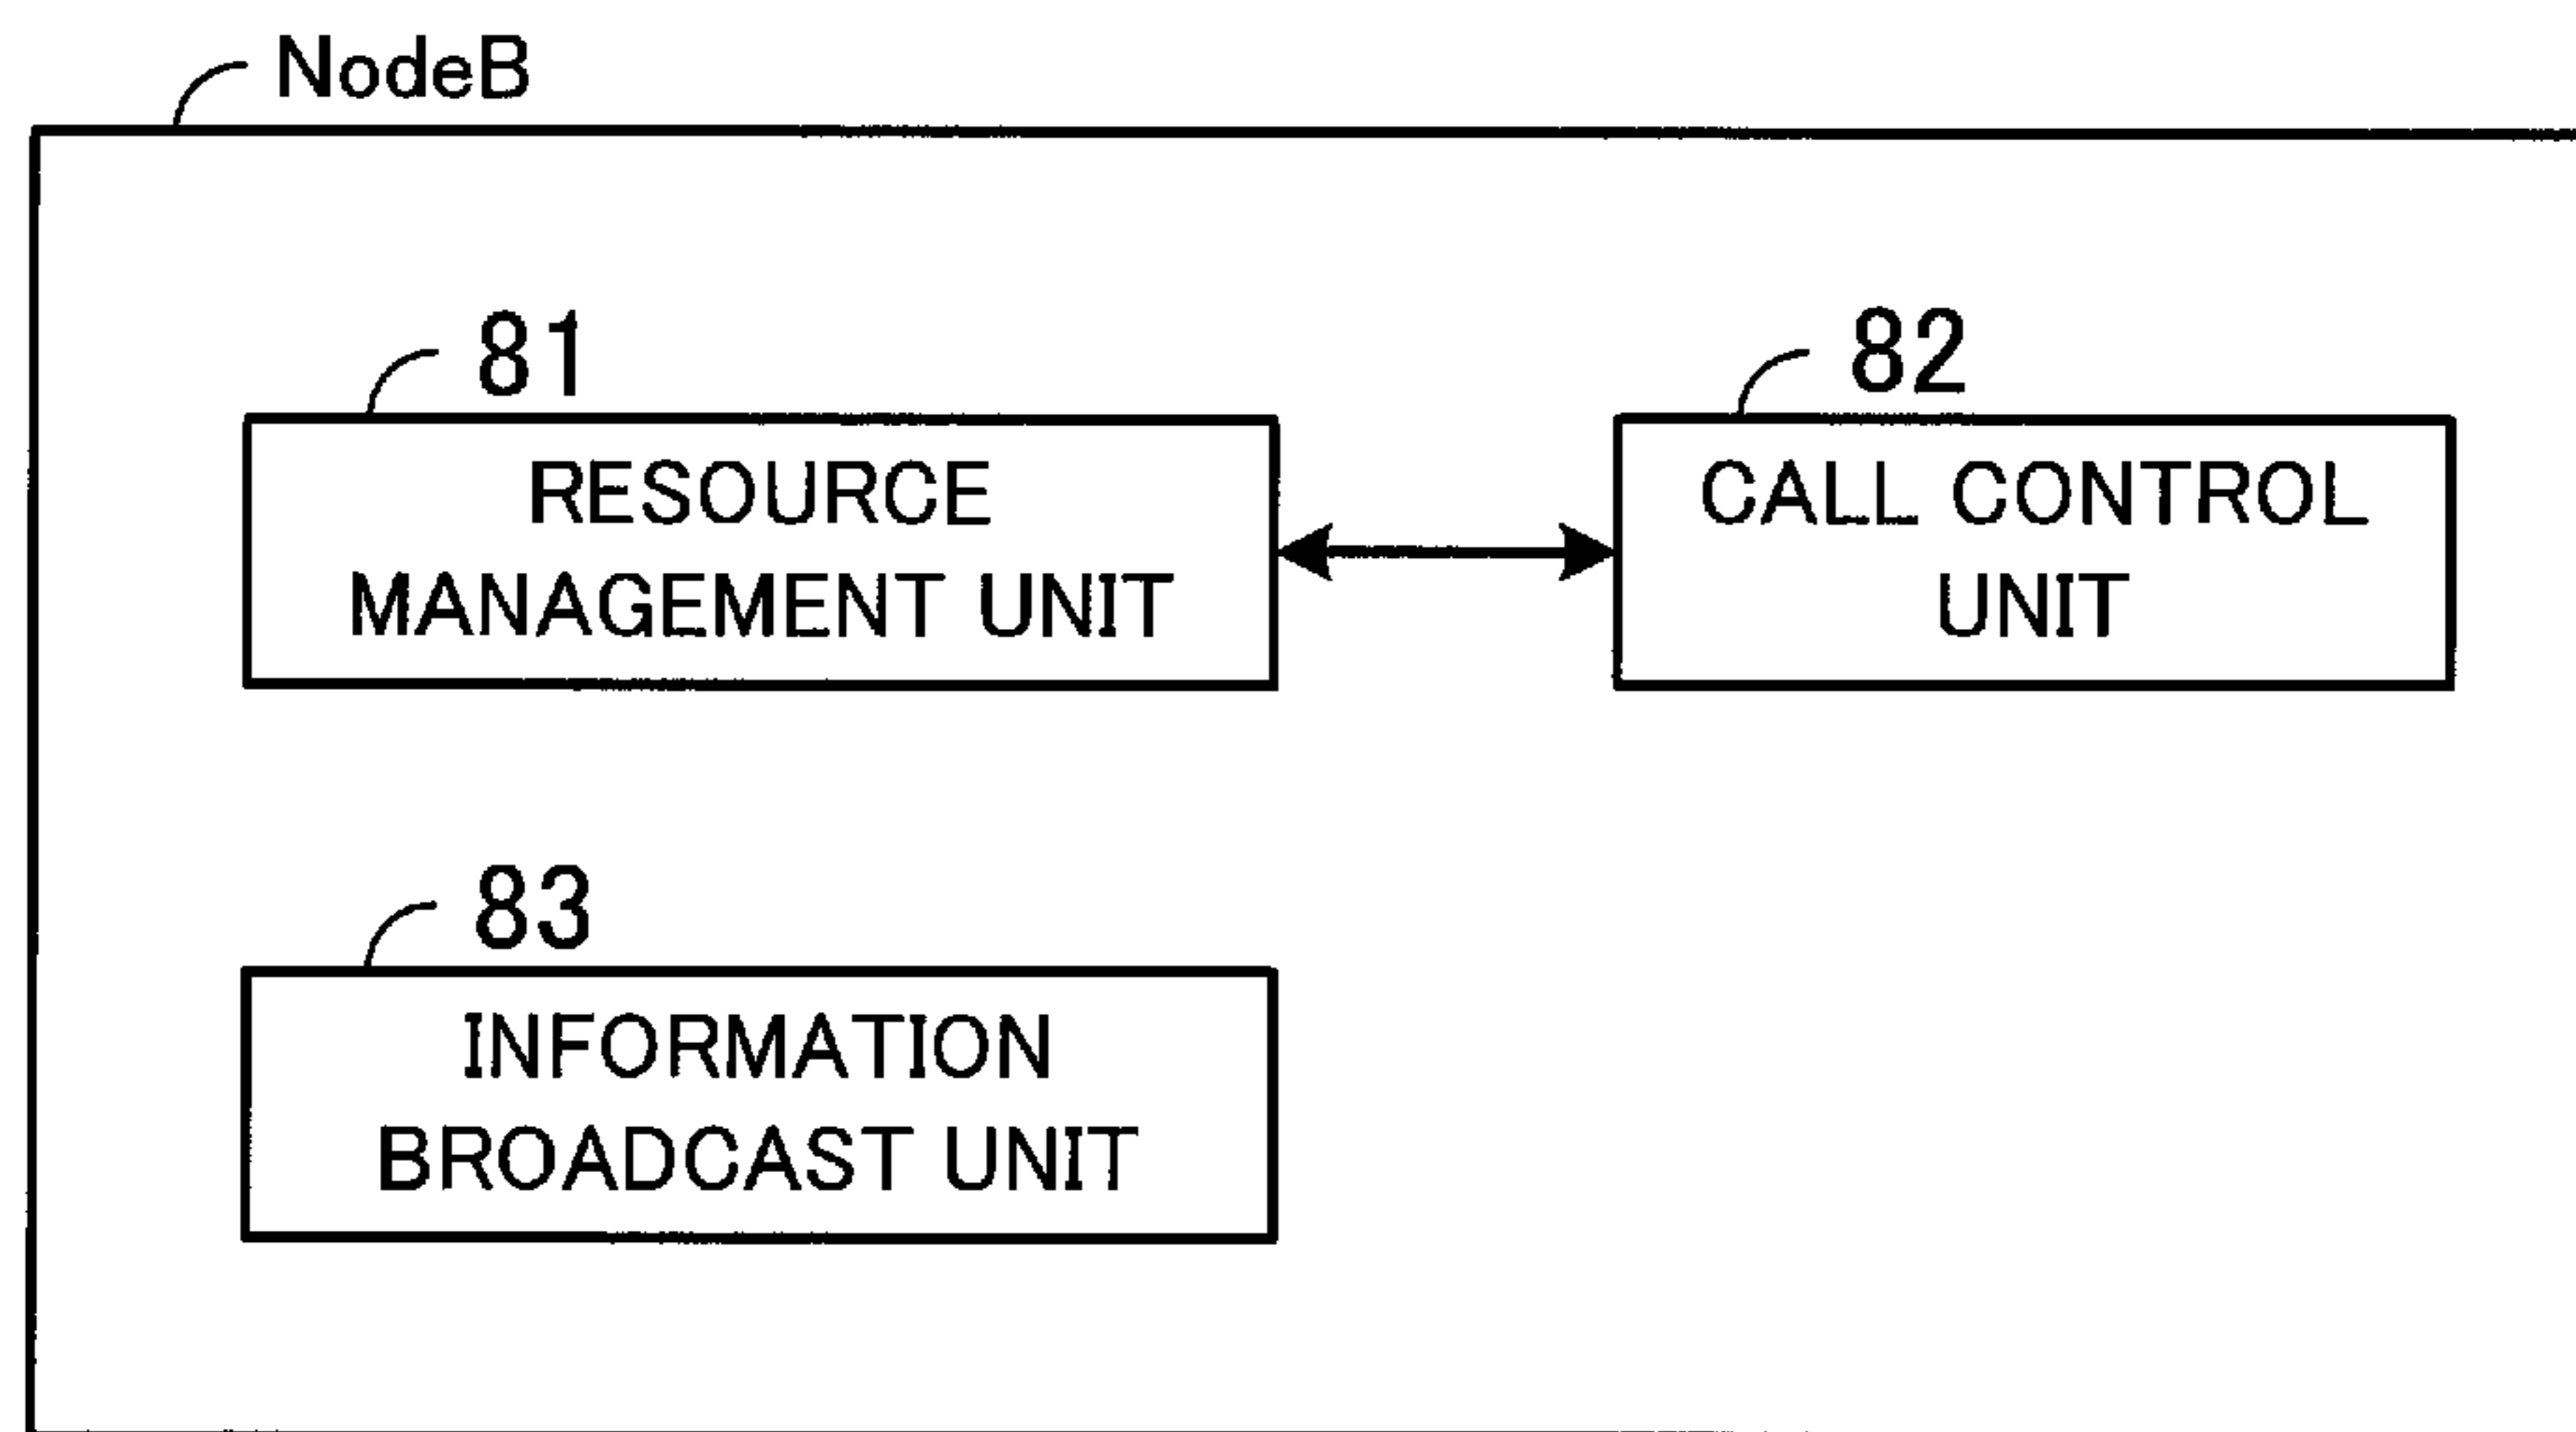 NodeB
81
RESOURCE
MANAGEMENT UNIT
82
CALL CONTROL
UNIT
83
INFORMATION
BROADCAST UNIT